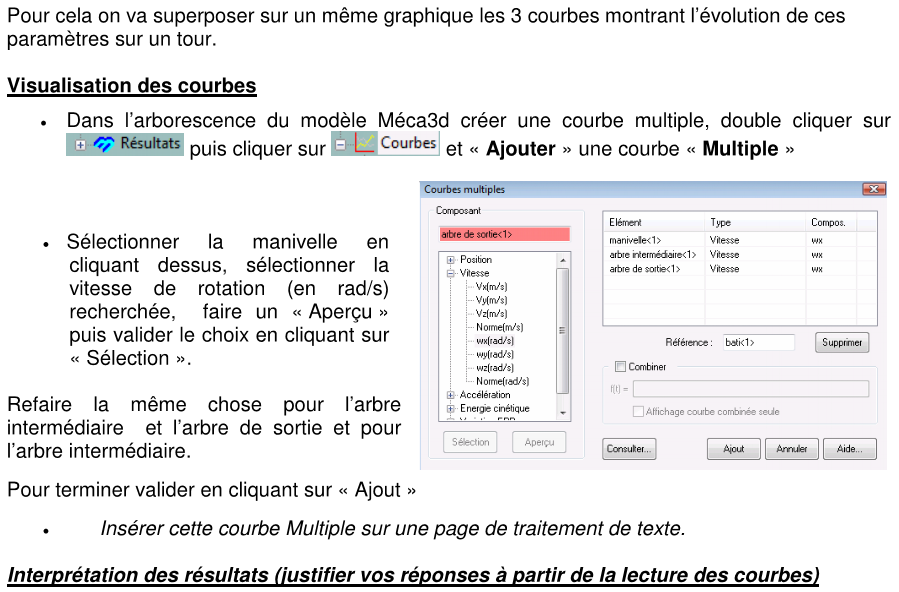 Pour cela on va superposer sur un même graphique les 3 courbes montrant l'évolution de ces
paramètres sur un tour.
Visualisation des courbes
• Dans l'arborescence du modèle Méca3d créer une courbe multiple, double cliquer sur
Résultats puis cliquer sur Courbes et « Ajouter » une courbe « Multiple »
• Sélectionner la manivelle en
cliquant dessus, sélectionner la
vitesse de rotation (en rad/s)
recherchée, faire un « Aperçu »
puis valider le choix en cliquant sur
« Sélection ».
Refaire la même chose pour l'arbre
intermédiaire et l'arbre de sortie et pour
l'arbre intermédiaire.
Courbes multiples
Composant
arbre de sortie<1>
Position
Vitesse
Vx(m/s)
Vy(m/s)
Vz(m/s)
Norme(m/s)
wx(rad/s)
wy(rad/s)
wz(rad/s)
Norme(rad/s)
Accélération
Energie cinétique
Sélection Aperçu
Elément Type Compos.
manivelle<1> Vitesse wx
arbre intermédiaire<1> Vitesse wx
arbre de sortie<1> Vitesse wx
Référence : bati<1> Supprimer
Combiner
f(t) =
Affichage courbe combinée seule
Consulter... Ajout Annuler Aide...
Pour terminer valider en cliquant sur « Ajout »
• Insérer cette courbe Multiple sur une page de traitement de texte.
Interprétation des résultats (justifier vos réponses à partir de la lecture des courbes)